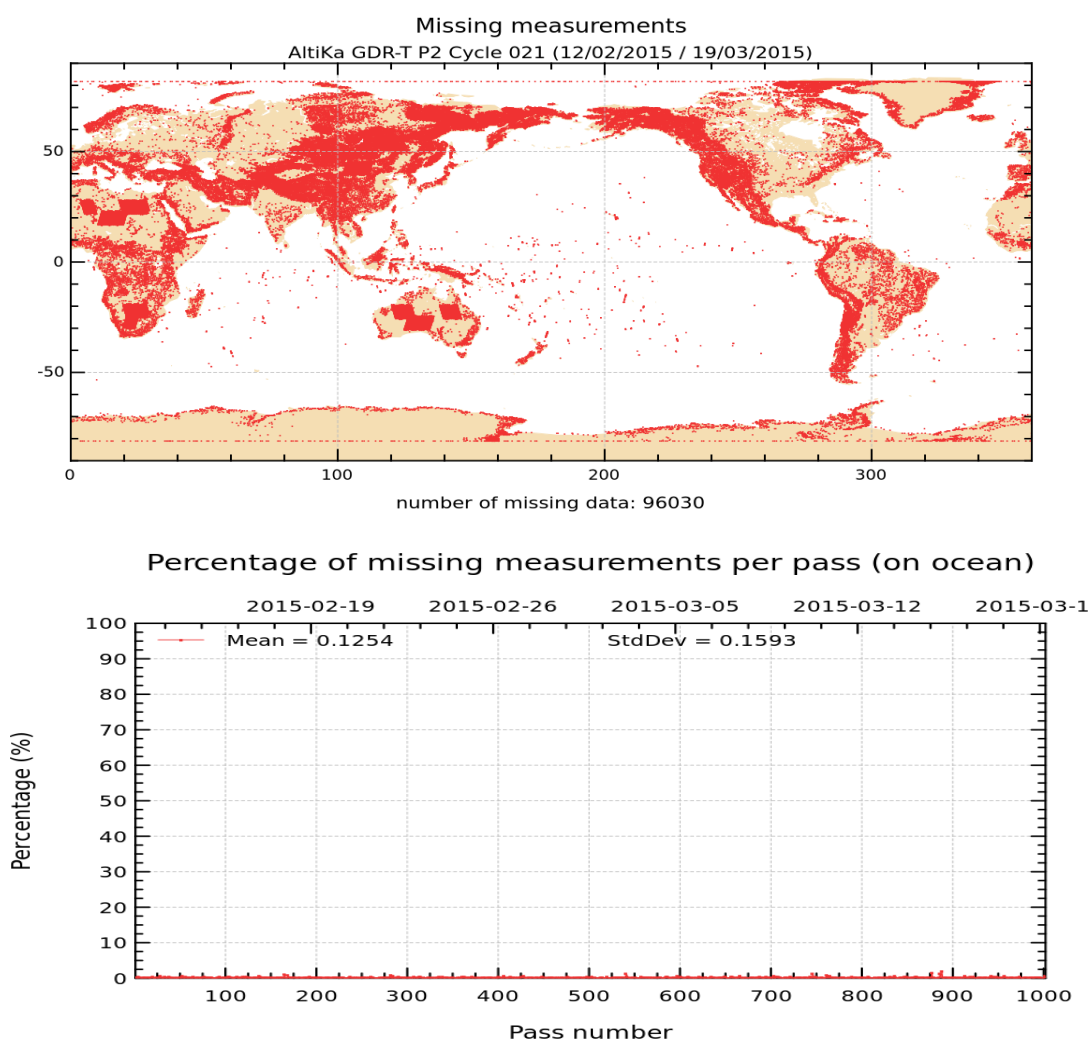 Missing measurements
AltiKa GDR-T P2 Cycle 021 (12/02/2015 / 19/03/2015)
50
0
-50
0 100 200 300
number of missing data: 96030
Percentage of missing measurements per pass (on ocean)
2015-02-19 2015-02-26 2015-03-05 2015-03-12 2015-03-1
Mean = 0.1254 StdDev = 0.1593
100
90
80
70
60
50
40
30
20
10
0
Percentage (%)
100 200 300 400 500 600 700 800 900 1000
Pass number